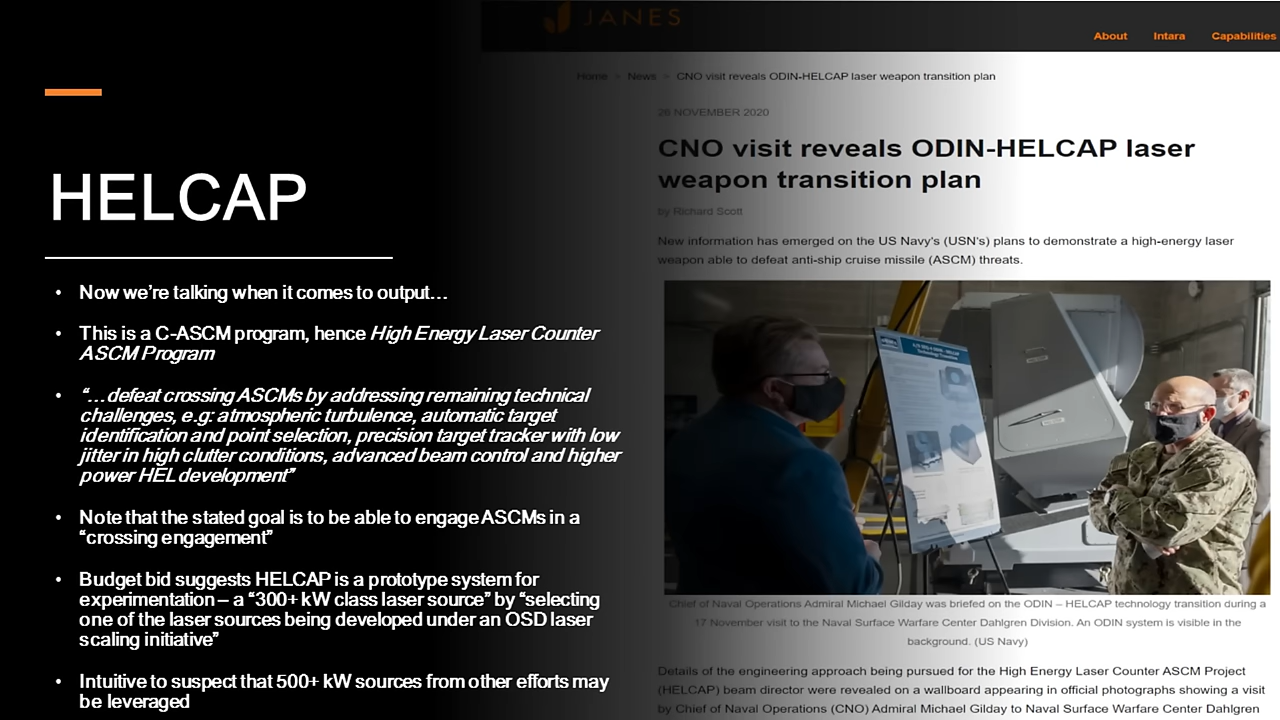 HELCAP
• Now we're talking when it comes to output…
• This is a C-ASCM program, hence High Energy Laser Counter
ASCM Program
• "…defeat crossing ASCMs by addressing remaining technical
challenges, e.g: atmospheric turbulence, automatic target
identification and point selection, precision target tracker with low
jitter in high clutter conditions, advanced beam control and higher
power HEL development"
• Note that the stated goal is to be able to engage ASCMs in a
"crossing engagement"
• Budget bid suggests HELCAP is a prototype system for
experimentation – a "300+ kW class laser source" by "selecting
one of the laser sources being developed under an OSD laser
scaling initiative"
• Intuitive to suspect that 500+ kW sources from other efforts may
be leveraged
JANES
About Intara Capabilities
Home > News > CNO visit reveals ODIN-HELCAP laser weapon transition plan
26 NOVEMBER 2020
CNO visit reveals ODIN-HELCAP laser
weapon transition plan
by Richard Scott
New information has emerged on the US Navy's (USN's) plans to demonstrate a high-energy laser
weapon able to defeat anti-ship cruise missile (ASCM) threats.
Technology Transition
Chief of Naval Operations Admiral Michael Gilday was briefed on the ODIN – HELCAP technology transition during a
17 November visit to the Naval Surface Warfare Center Dahlgren Division. An ODIN system is visible in the
background. (US Navy)
Details of the engineering approach being pursued for the High Energy Laser Counter ASCM Project
(HELCAP) beam director were revealed on a wallboard appearing in official photographs showing a visit
by Chief of Naval Operations (CNO) Admiral Michael Gilday to Naval Surface Warfare Center Dahlgren